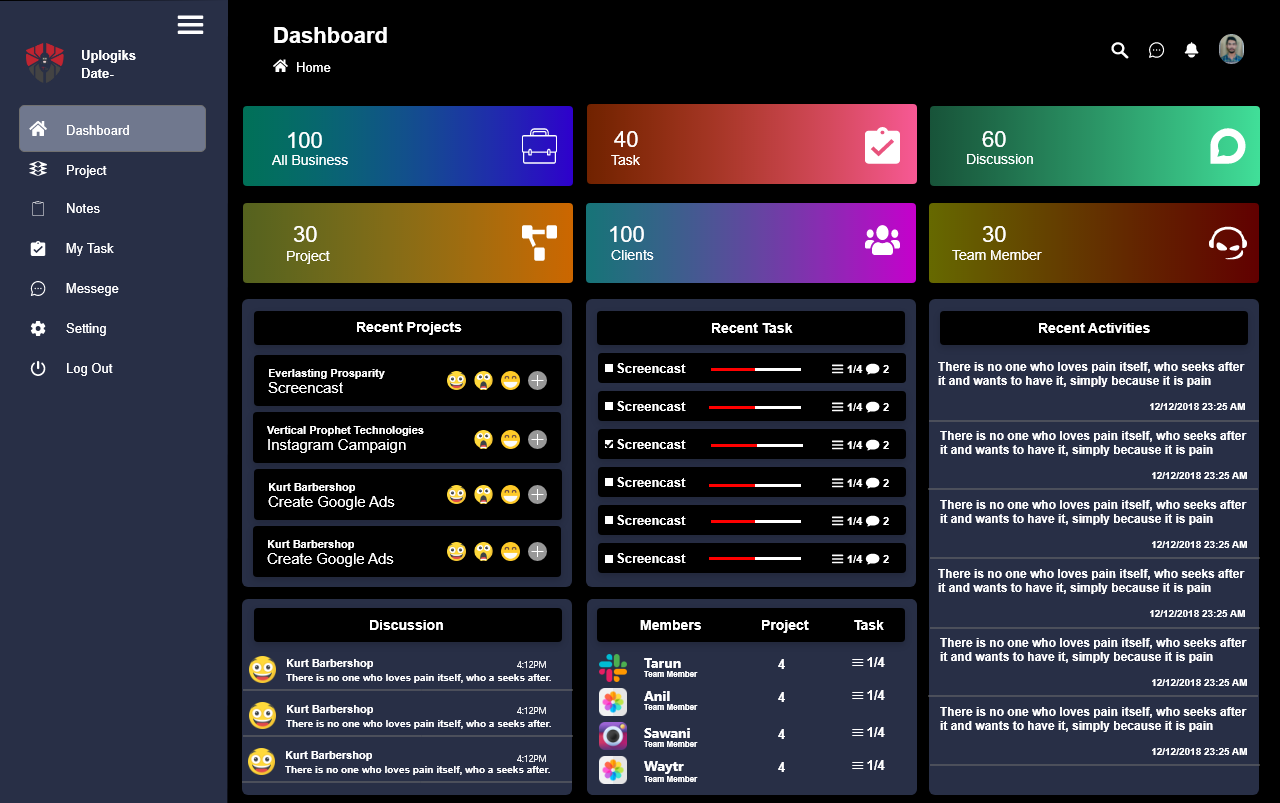 Uplogiks
Date-
Dashboard
Project
Notes
My Task
Messege
Setting
Log Out
Dashboard
Home
100
All Business
40
Task
60
Discussion
30
Project
100
Clients
30
Team Member
Recent Projects
Everlasting Prosparity
Screencast
Vertical Prophet Technologies
Instagram Campaign
Kurt Barbershop
Create Google Ads
Kurt Barbershop
Create Google Ads
Recent Task
Screencast 1/4 2
Screencast 1/4 2
Screencast 1/4 2
Screencast 1/4 2
Screencast 1/4 2
Screencast 1/4 2
Recent Activities
There is no one who loves pain itself, who seeks after
it and wants to have it, simply because it is pain
12/12/2018 23:25 AM
There is no one who loves pain itself, who seeks after
it and wants to have it, simply because it is pain
12/12/2018 23:25 AM
There is no one who loves pain itself, who seeks after
it and wants to have it, simply because it is pain
12/12/2018 23:25 AM
There is no one who loves pain itself, who seeks after
it and wants to have it, simply because it is pain
12/12/2018 23:25 AM
There is no one who loves pain itself, who seeks after
it and wants to have it, simply because it is pain
12/12/2018 23:25 AM
There is no one who loves pain itself, who seeks after
it and wants to have it, simply because it is pain
12/12/2018 23:25 AM
Discussion
Kurt Barbershop 4:12PM
There is no one who loves pain itself, who a seeks after.
Kurt Barbershop 4:12PM
There is no one who loves pain itself, who a seeks after.
Kurt Barbershop 4:12PM
There is no one who loves pain itself, who a seeks after.
Members Project Task
Tarun 4 1/4
Team Member
Anil 4 1/4
Team Member
Sawani 4 1/4
Team Member
Waytr 4 1/4
Team Member